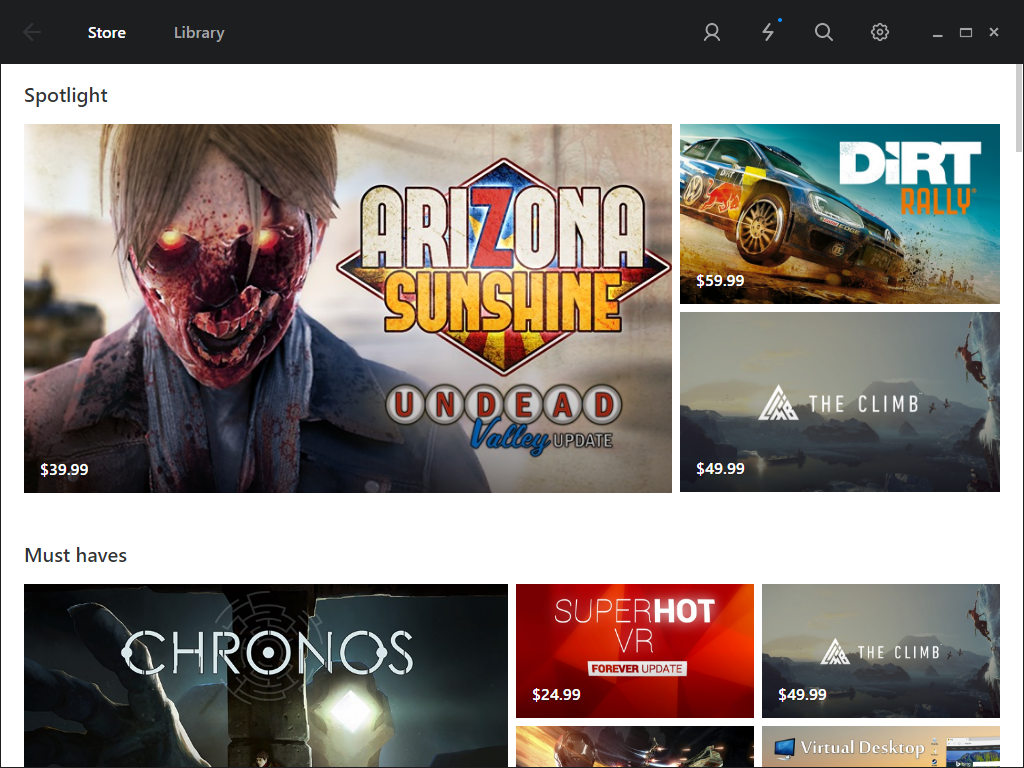 Store
Library
Spotlight
ARIZONA
SUNSHINE
UNDEAD
Valley UPDATE
$39.99
DiRT
RALLY
$59.99
THE CLIMB
$49.99
Must haves
CHRONOS
SUPERHOT
VR
FOREVER UPDATE
$24.99
THE CLIMB
$49.99
Virtual Desktop